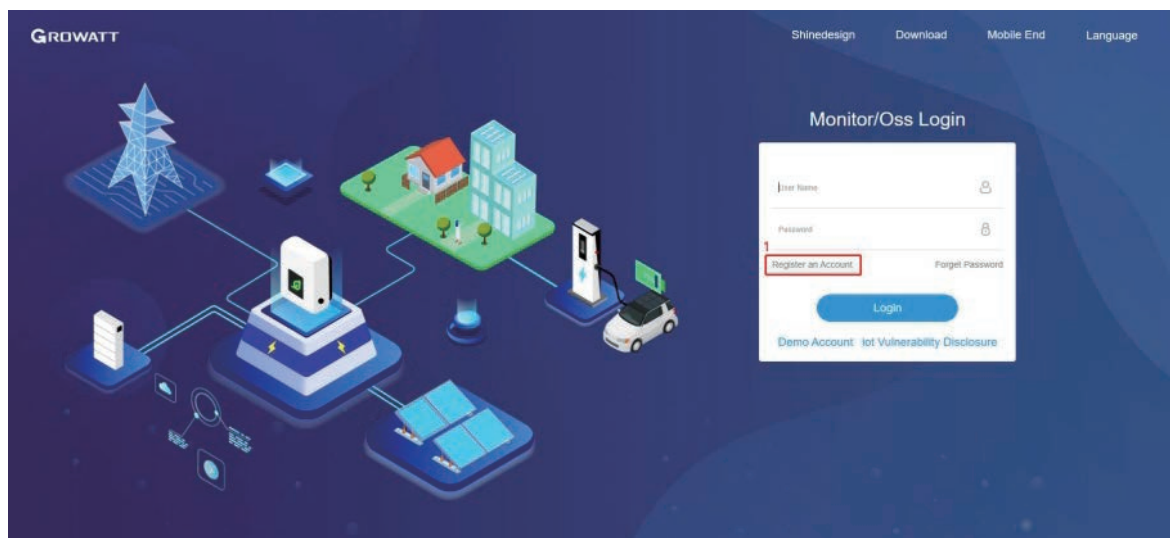 GROWATT
Shinedesign Download Mobile End Language
Monitor/Oss Login
User Name
Password
1
Register an Account Forget Password
Login
Demo Account Iot Vulnerability Disclosure